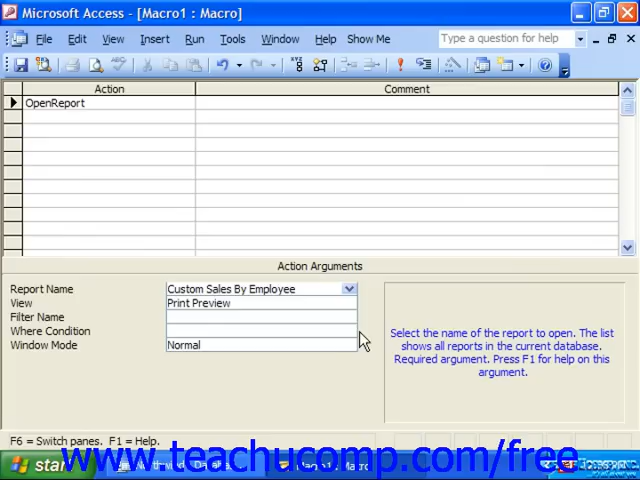 Microsoft Access - [Macro1 : Macro]
File Edit View Insert Run Tools Window Help Show Me Type a question for help
Action Comment
OpenReport
Action Arguments
Report Name Custom Sales By Employee
View Print Preview
Filter Name
Where Condition
Window Mode Normal
Select the name of the report to open. The list
shows all reports in the current database.
Required argument. Press F1 for help on this
argument.
F6 = Switch panes. F1 = Help.
start
www.teachucomp.com/free